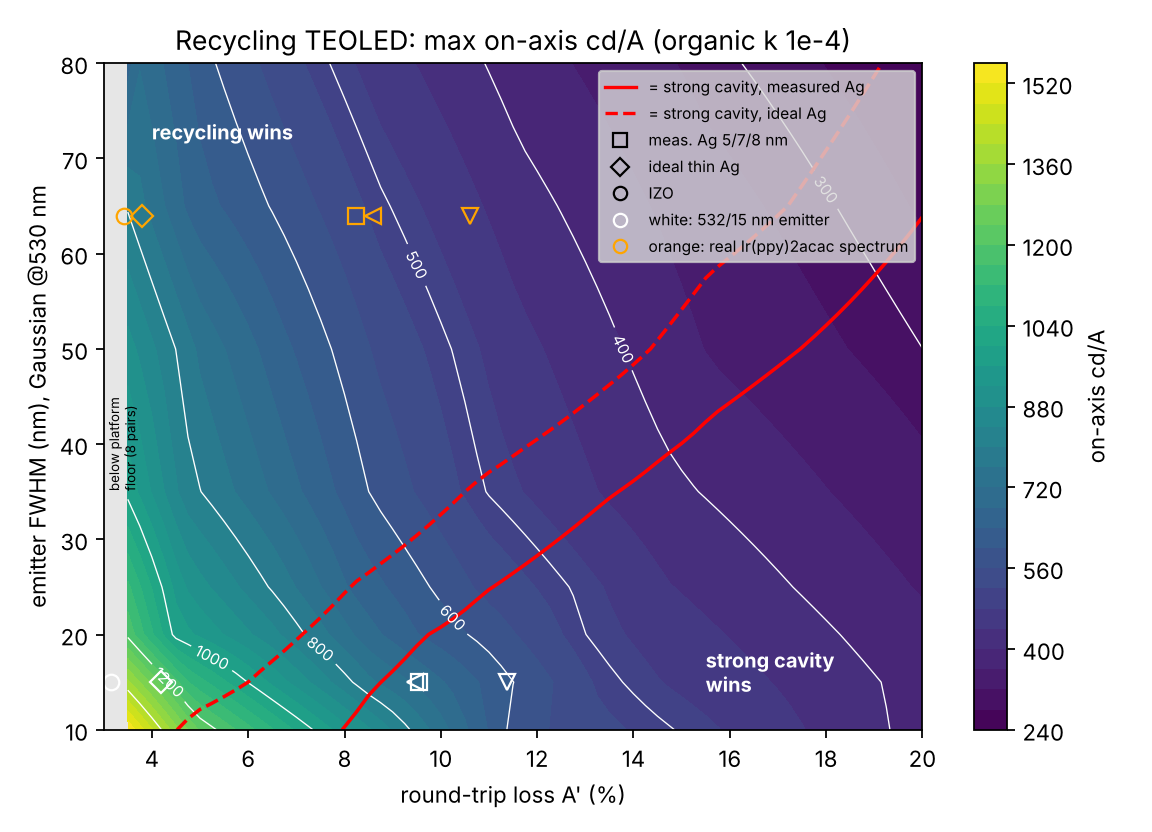 Recycling TEOLED: max on-axis cd/A (organic k 1e-4)
80
70
60
50
40
30
20
10
emitter FWHM (nm), Gaussian @530 nm
recycling wins
below platform
floor (8 pairs)
= strong cavity, measured Ag
= strong cavity, ideal Ag
meas. Ag 5/7/8 nm
ideal thin Ag
IZO
white: 532/15 nm emitter
orange: real Ir(ppy)2acac spectrum
300
400
500
600
800
1000
1200
strong cavity
wins
4
6
8
10
12
14
16
18
20
round-trip loss A' (%)
1520
1360
1200
1040
880
720
560
400
240
on-axis cd/A